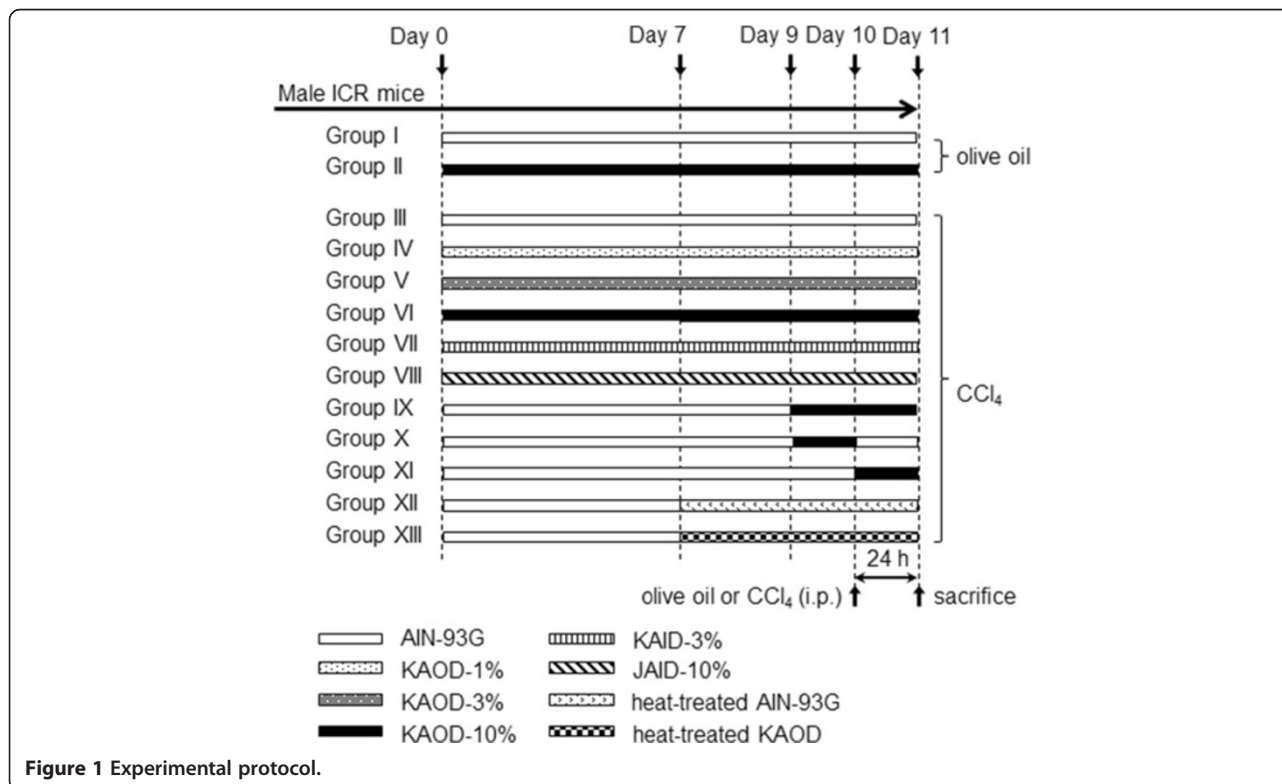 Day 0 Day 7 Day 9 Day 10 Day 11
Male ICR mice
Group I
olive oil
Group II
Group III
Group IV
Group V
Group VI
Group VII
Group VIII
CCl₄
Group IX
Group X
Group XI
Group XII
Group XIII
24 h
olive oil or CCl₄ (i.p.) sacrifice
AIN-93G KAID-3%
KAOD-1% JAID-10%
KAOD-3% heat-treated AIN-93G
KAOD-10% heat-treated KAOD
Figure 1 Experimental protocol.